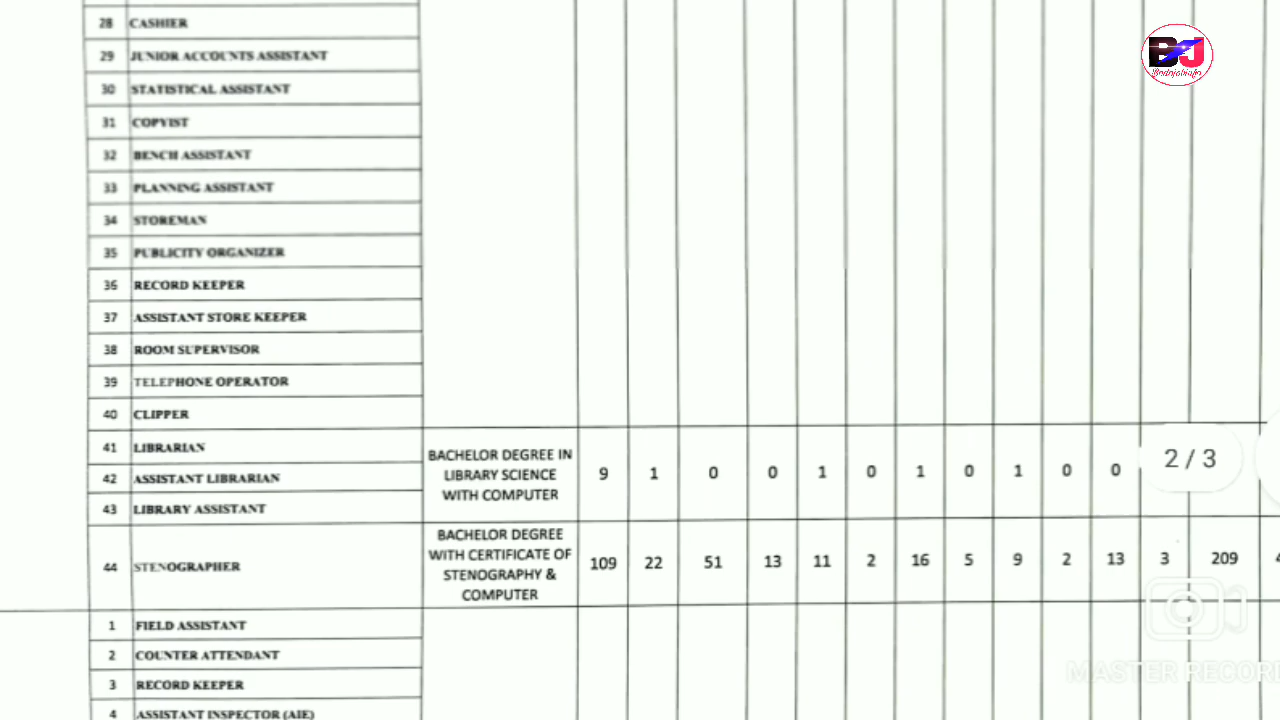 28 CASHIER
29 JUNIOR ACCOUNTS ASSISTANT
30 STATISTICAL ASSISTANT
31 COPYIST
32 BENCH ASSISTANT
33 PLANNING ASSISTANT
34 STOREMAN
35 PUBLICITY ORGANIZER
36 RECORD KEEPER
37 ASSISTANT STORE KEEPER
38 ROOM SUPERVISOR
39 TELEPHONE OPERATOR
40 CLIPPER
41 LIBRARIAN
42 ASSISTANT LIBRARIAN
43 LIBRARY ASSISTANT
BACHELOR DEGREE IN
LIBRARY SCIENCE
WITH COMPUTER
9 1 0 0 1 0 1 0 1 0 0
2/3
44 STENOGRAPHER
BACHELOR DEGREE
WITH CERTIFICATE OF
STENOGRAPHY &
COMPUTER
109 22 51 13 11 2 16 5 9 2 13 3 209
1 FIELD ASSISTANT
2 COUNTER ATTENDANT
3 RECORD KEEPER
4 ASSISTANT INSPECTOR (AIE)
BJ
MASTER RECORD